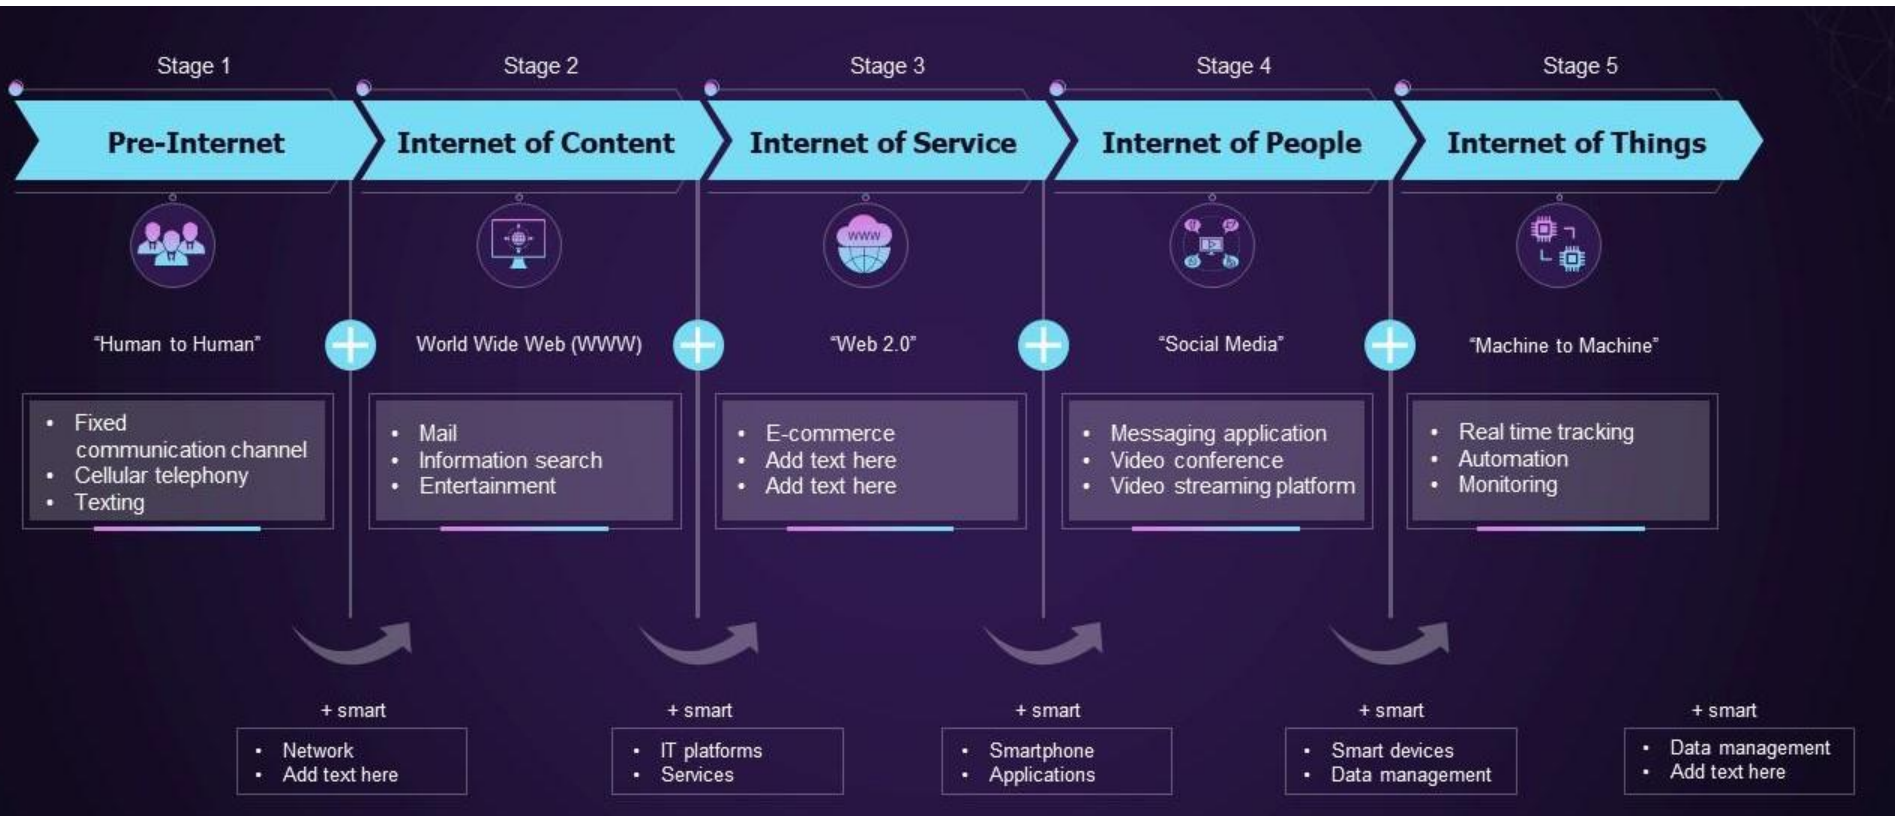 Stage 1
Stage 2
Stage 3
Stage 4
Stage 5
Pre-Internet
Internet of Content
Internet of Service
Internet of People
Internet of Things
www
“Human to Human”
World Wide Web (WWW)
“Web 2.0”
“Social Media”
“Machine to Machine”
• Fixed
communication channel
• Cellular telephony
• Texting
• Mail
• Information search
• Entertainment
• E-commerce
• Add text here
• Add text here
• Messaging application
• Video conference
• Video streaming platform
• Real time tracking
• Automation
• Monitoring
+ smart
• Network
• Add text here
+ smart
• IT platforms
• Services
+ smart
• Smartphone
• Applications
+ smart
• Smart devices
• Data management
+ smart
• Data management
• Add text here